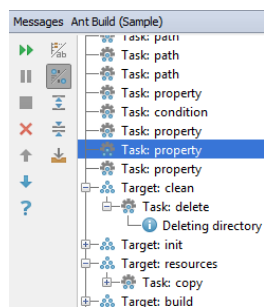 Messages Ant Build (Sample)
Task: path
Task: path
Task: path
Task: property
Task: condition
Task: property
Task: property
Task: property
Target: clean
Task: delete
Deleting directory
Target: init
Target: resources
Task: copy
Target: build